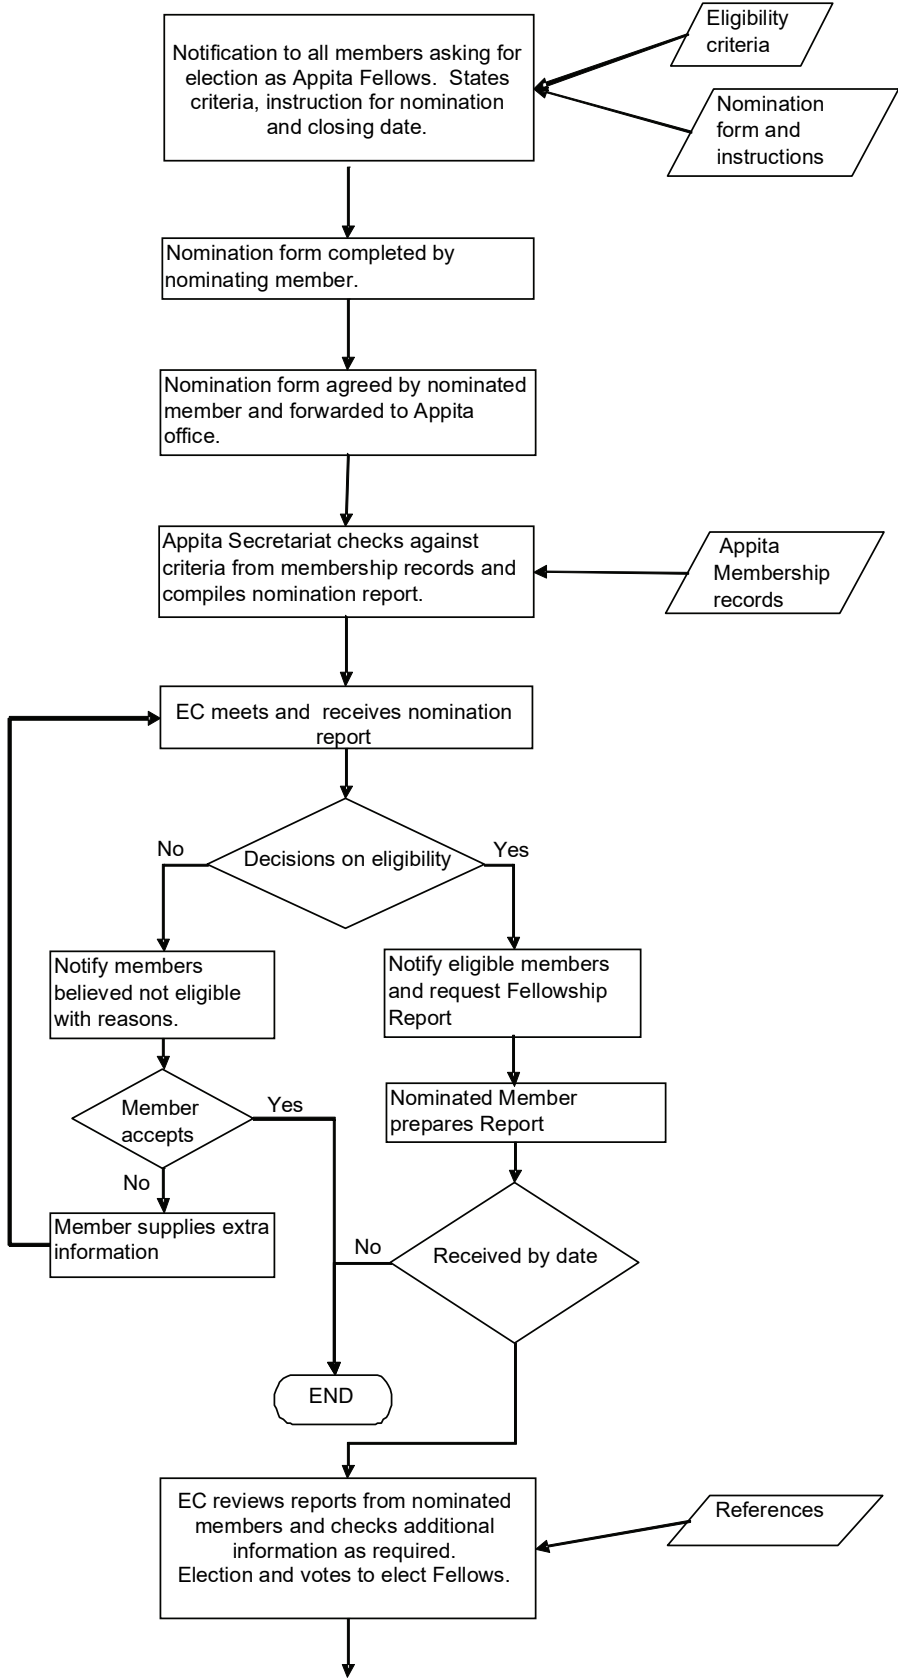 Notification to all members asking for
election as Appita Fellows.  States
criteria, instruction for nomination
and closing date.
Eligibility
criteria
Nomination
form and
instructions
Nomination form completed by
nominating member.
Nomination form agreed by nominated
member and forwarded to Appita
office.
Appita Secretariat checks against
criteria from membership records and
compiles nomination report.
Appita
Membership
records
EC meets and  receives nomination
report
Decisions on eligibility
No
Yes
Notify members
believed not eligible
with reasons.
Notify eligible members
and request Fellowship
Report
Member
accepts
Yes
No
Nominated Member
prepares Report
Member supplies extra
information
Received by date
No
END
EC reviews reports from nominated
members and checks additional
information as required.
Election and votes to elect Fellows.
References